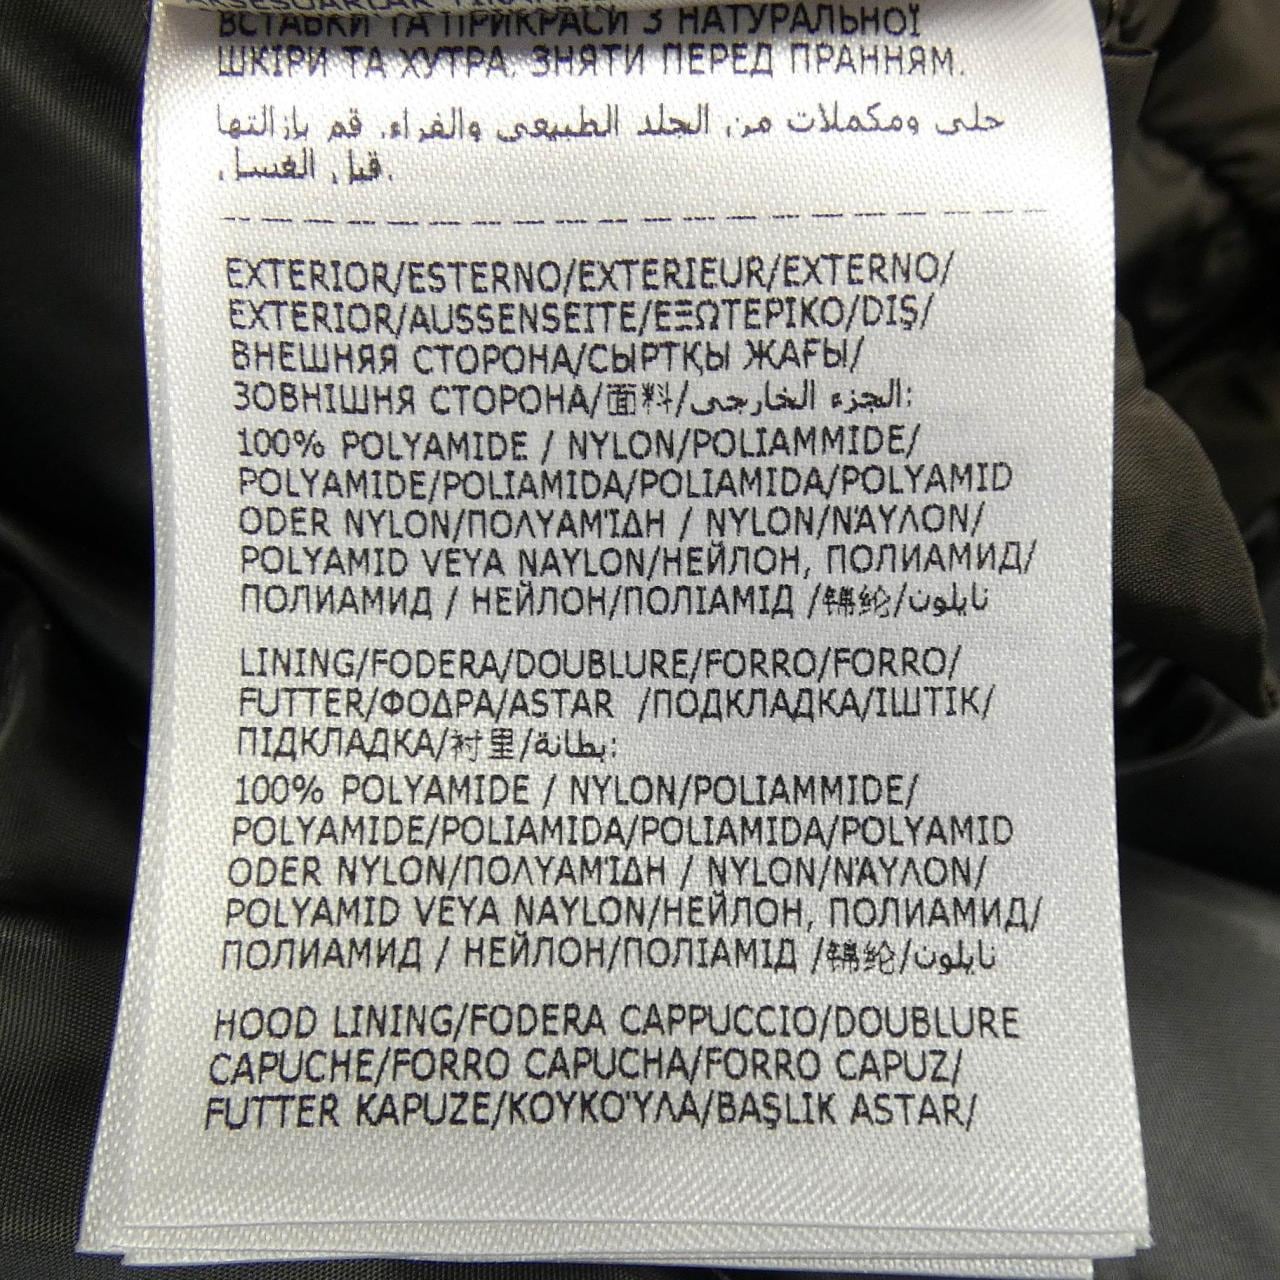 AKSESUARLAR
ВСТАВКИ ТА ПРИКРАСИ З НАТУРАЛЬНОЇ
ШКІРИ ТА ХУТРА. ЗНЯТИ ПЕРЕД ПРАННЯМ.
حلى ومكملات من الجلد الطبيعي والفراء. قم بإزالتها
قبل الغسل.
EXTERIOR/ESTERNO/EXTERIEUR/EXTERNO/
EXTERIOR/AUSSENSEITE/ΕΞΩΤΕΡΙΚΟ/DIŞ/
ВНЕШНЯЯ СТОРОНА/СЫРТҚЫ ЖАҒЫ/
ЗОВНІШНЯ СТОРОНА/面料/الجزء الخارجي:
100% POLYAMIDE / NYLON/POLIAMMIDE/
POLYAMIDE/POLIAMIDA/POLIAMIDA/POLYAMID
ODER NYLON/ΠΟΛΥΑΜΊΔΗ / NYLON/ΝΆΥΛΟΝ/
POLYAMID VEYA NAYLON/НЕЙЛОН, ПОЛИАМИД/
ПОЛИАМИД / НЕЙЛОН/ПОЛІАМІД /锦纶/نايلون
LINING/FODERA/DOUBLURE/FORRO/FORRO/
FUTTER/ΦΟΔΡΑ/ASTAR /ПОДКЛАДКА/ІШТІК/
ПІДКЛАДКА/衬里/بطانة:
100% POLYAMIDE / NYLON/POLIAMMIDE/
POLYAMIDE/POLIAMIDA/POLIAMIDA/POLYAMID
ODER NYLON/ΠΟΛΥΑΜΊΔΗ / NYLON/ΝΆΥΛΟΝ/
POLYAMID VEYA NAYLON/НЕЙЛОН, ПОЛИАМИД/
ПОЛИАМИД / НЕЙЛОН/ПОЛІАМІД /锦纶/نايلون
HOOD LINING/FODERA CAPPUCCIO/DOUBLURE
CAPUCHE/FORRO CAPUCHA/FORRO CAPUZ/
FUTTER KAPUZE/ΚΟΥΚΟΎΛΑ/BAŞLIK ASTAR/